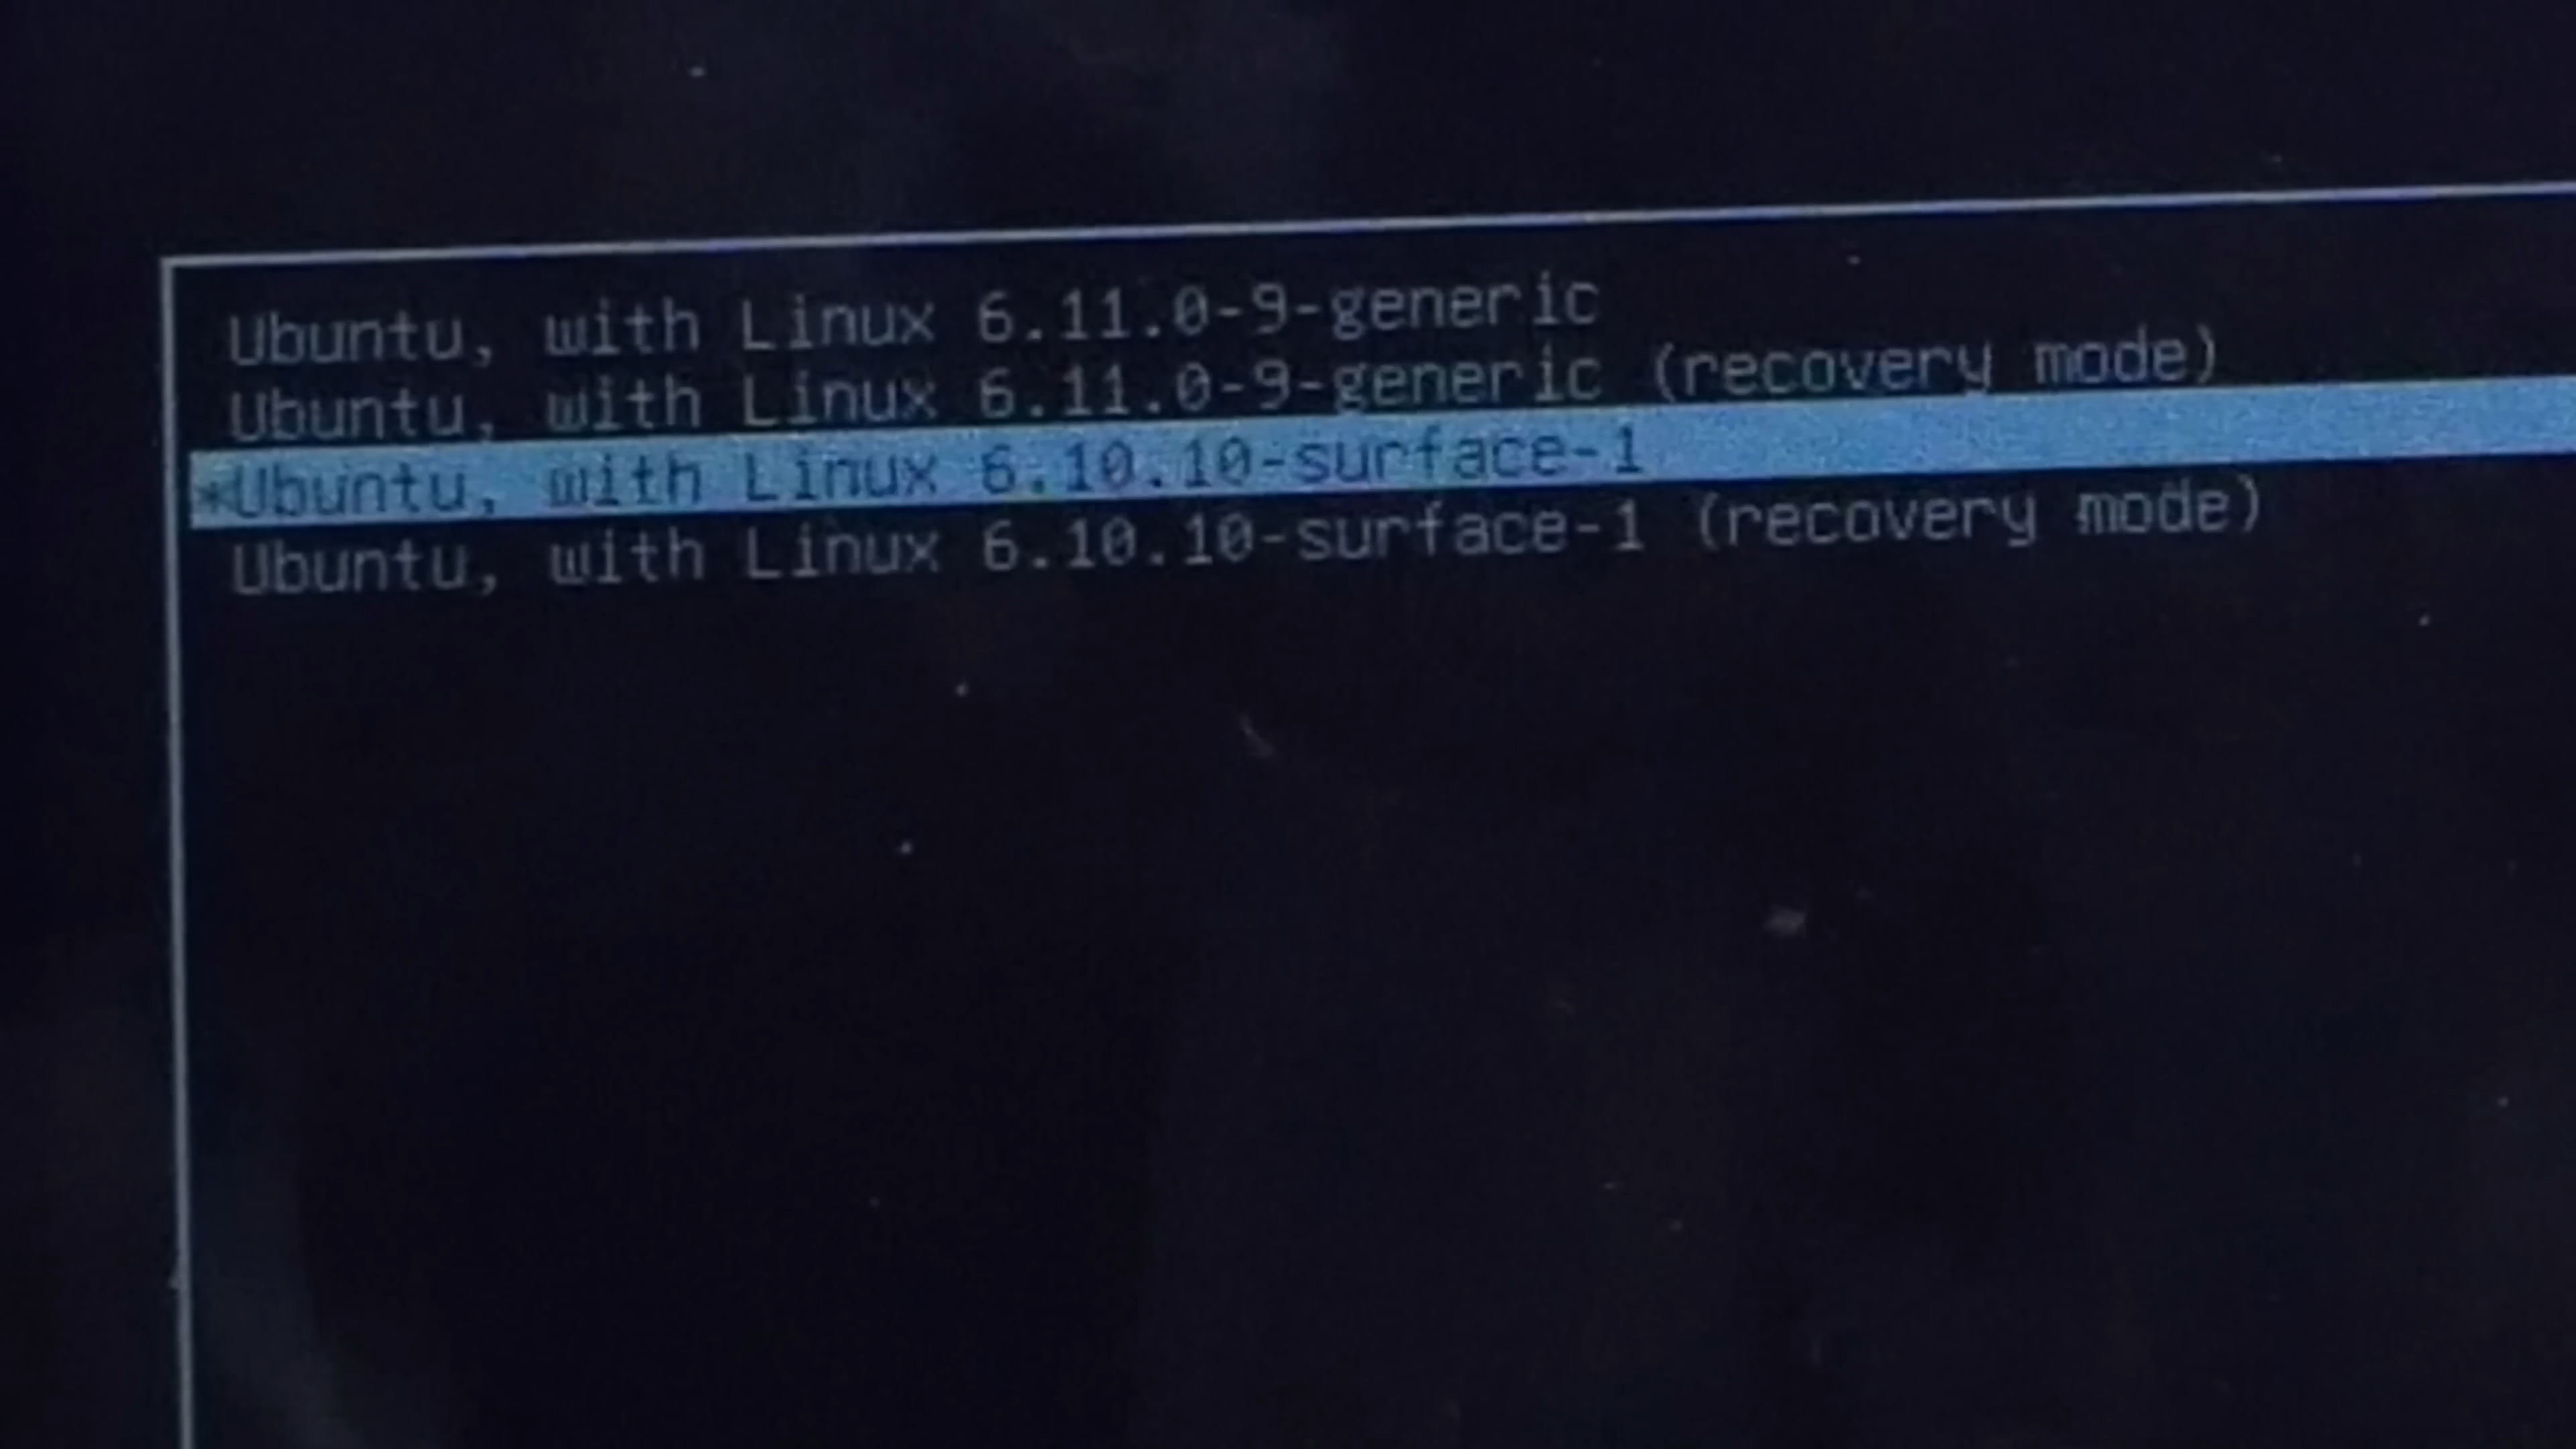 Ubuntu, with Linux 6.11.0-9-generic
Ubuntu, with Linux 6.11.0-9-generic (recovery mode)
*Ubuntu, with Linux 6.10.10-surface-1
Ubuntu, with Linux 6.10.10-surface-1 (recovery mode)